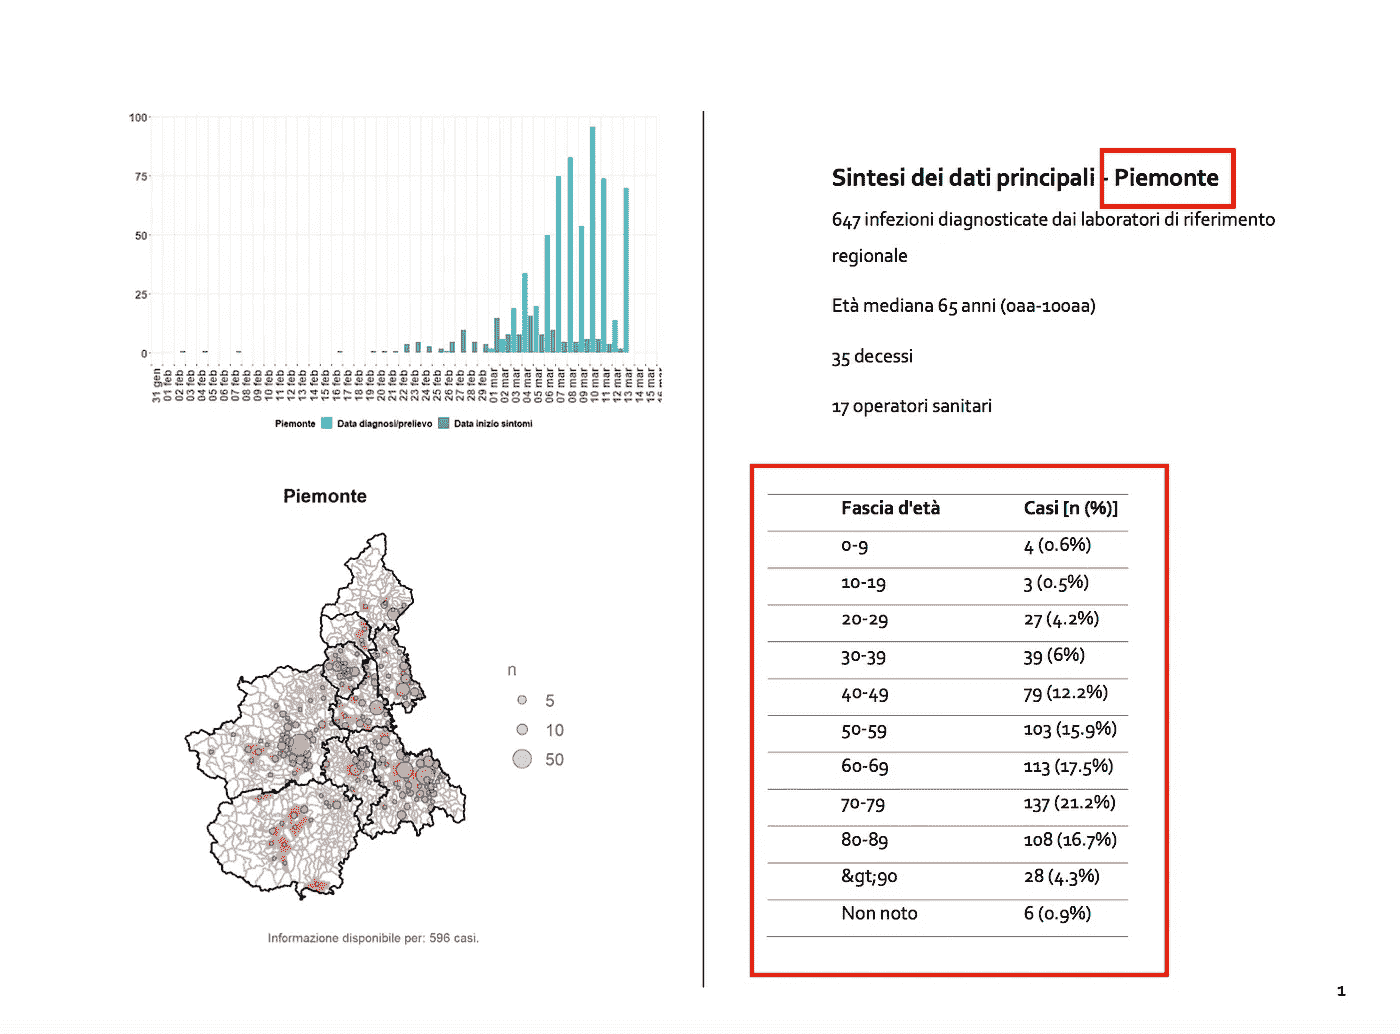 100
75
50
25
0
31 gen
01 feb
02 feb
03 feb
04 feb
05 feb
06 feb
07 feb
08 feb
09 feb
10 feb
11 feb
12 feb
13 feb
14 feb
15 feb
16 feb
17 feb
18 feb
19 feb
20 feb
21 feb
22 feb
23 feb
24 feb
25 feb
26 feb
27 feb
28 feb
29 feb
01 mar
02 mar
03 mar
04 mar
05 mar
06 mar
07 mar
08 mar
09 mar
10 mar
11 mar
12 mar
13 mar
14 mar
15 mar
Piemonte Data diagnosi/prelievo Data inizio sintomi
Piemonte
n
5
10
50
Informazione disponibile per: 596 casi.
Sintesi dei dati principali - Piemonte
647 infezioni diagnosticate dai laboratori di riferimento
regionale
Età mediana 65 anni (0aa-100aa)
35 decessi
17 operatori sanitari
Fascia d'età Casi [n (%)]
0-9 4 (0.6%)
10-19 3 (0.5%)
20-29 27 (4.2%)
30-39 39 (6%)
40-49 79 (12.2%)
50-59 103 (15.9%)
60-69 113 (17.5%)
70-79 137 (21.2%)
80-89 108 (16.7%)
&gt;90 28 (4.3%)
Non noto 6 (0.9%)
1